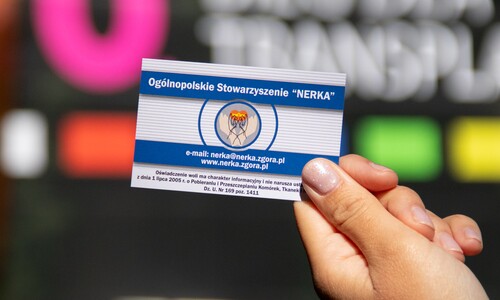 TRANSPLA
Ogólnopolskie Stowarzyszenie "NERKA"
e-mail: nerka@nerka.zgora.pl
www.nerka.zgora.pl
Oświadczenie woli ma charakter informacyjny i nie narusza
z dnia 1 lipca 2005 r. o Pobieraniu i Przeszczepianiu Komórek, Tkanek
Dz. U. Nr 169 poz. 1411